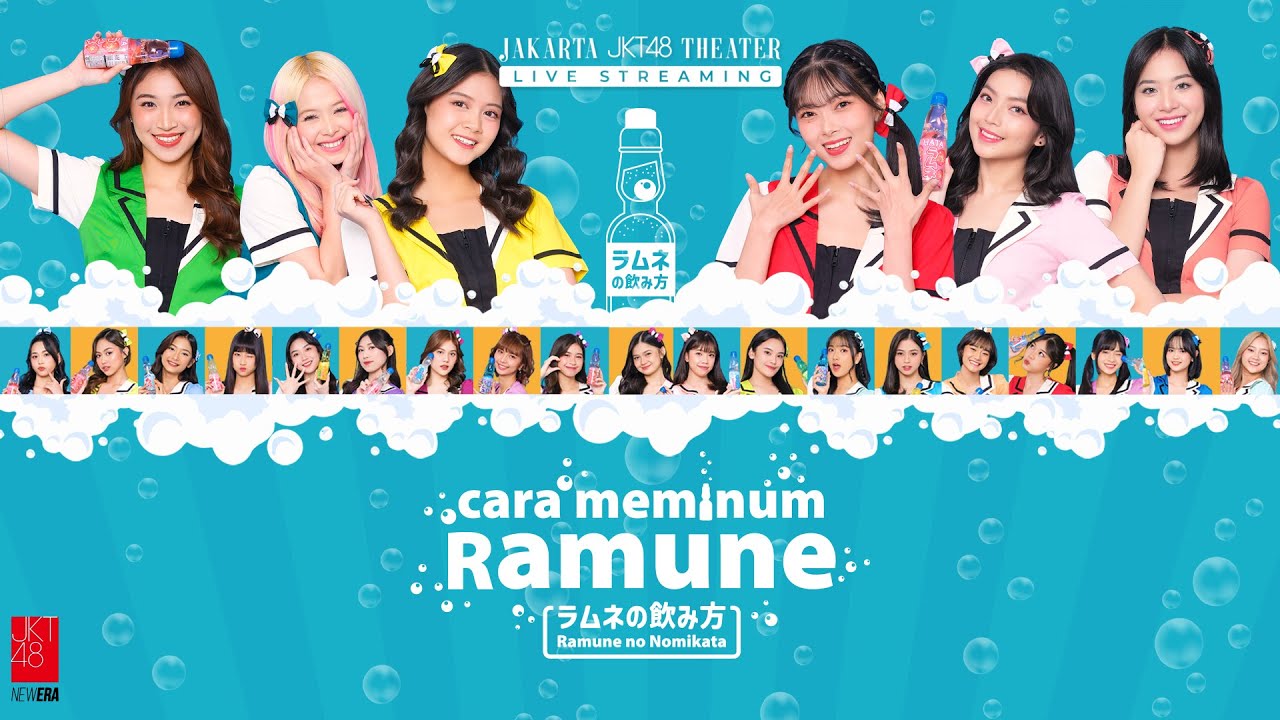 JAKARTA JKT48 THEATER
LIVE STREAMING
ラムネ
の飲み方
cara meminum
Ramune
ラムネの飲み方
Ramune no Nomikata
JKT
48
NEWERA